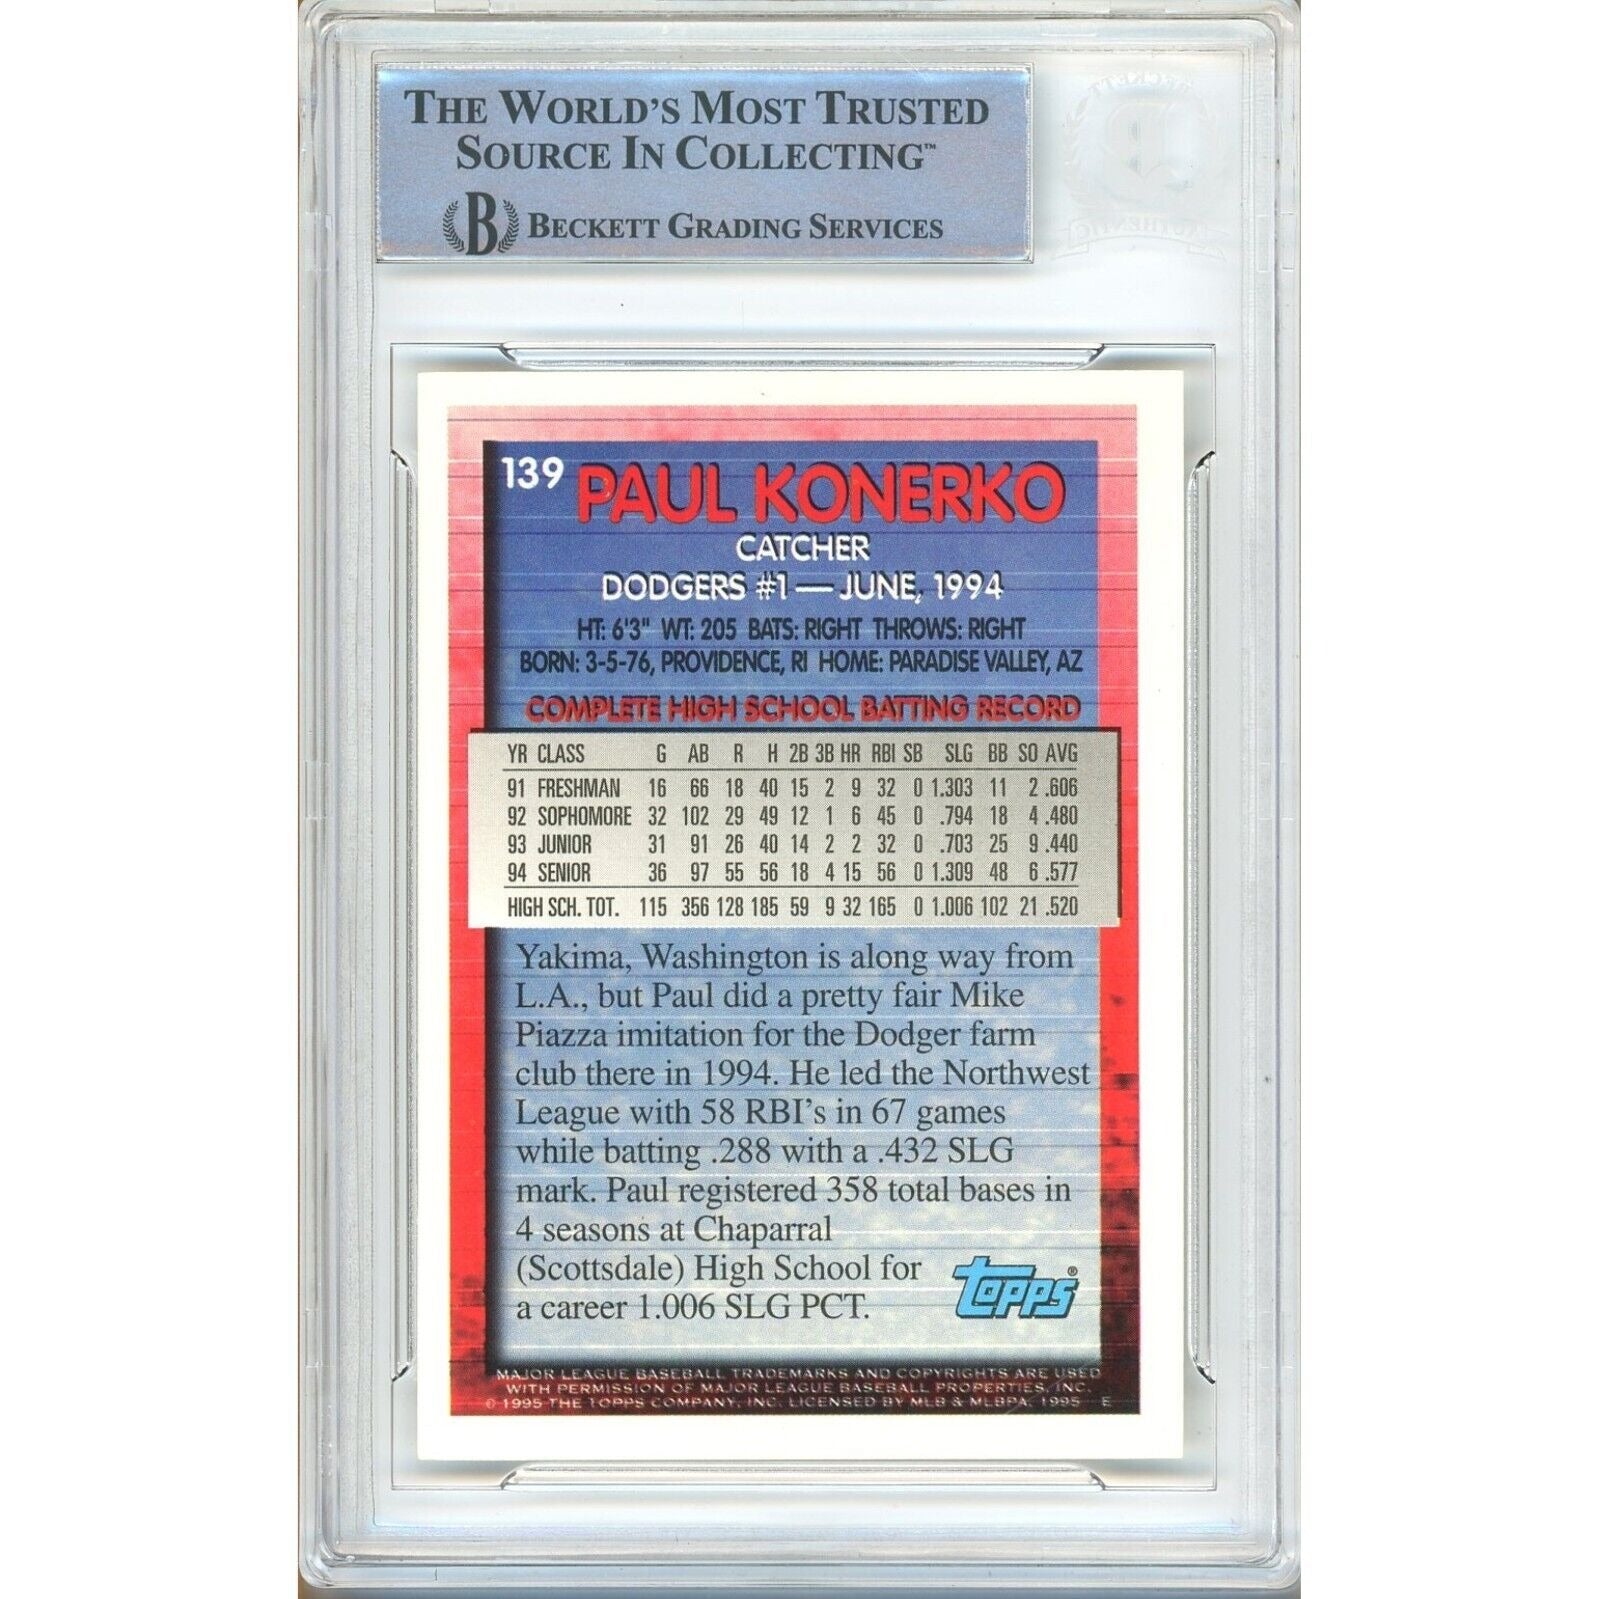 THE WORLD'S MOST TRUSTED
SOURCE IN COLLECTING™
B BECKETT GRADING SERVICES
139 PAUL KONERKO
CATCHER
DODGERS #1 — JUNE, 1994
HT: 6'3" WT: 205 BATS: RIGHT THROWS: RIGHT
BORN: 3-5-76, PROVIDENCE, RI HOME: PARADISE VALLEY, AZ
COMPLETE HIGH SCHOOL BATTING RECORD
YR CLASS G AB R H 2B 3B HR RBI SB SLG BB SO AVG
91 FRESHMAN 16 66 18 40 15 2 9 32 0 1.303 11 2 .606
92 SOPHOMORE 32 102 29 49 12 1 6 45 0 .794 18 4 .480
93 JUNIOR 31 91 26 40 14 2 2 32 0 .703 25 9 .440
94 SENIOR 36 97 55 56 18 4 15 56 0 1.309 48 6 .577
HIGH SCH. TOT. 115 356 128 185 59 9 32 165 0 1.006 102 21 .520
Yakima, Washington is along way from
L.A., but Paul did a pretty fair Mike
Piazza imitation for the Dodger farm
club there in 1994. He led the Northwest
League with 58 RBI's in 67 games
while batting .288 with a .432 SLG
mark. Paul registered 358 total bases in
4 seasons at Chaparral
(Scottsdale) High School for
a career 1.006 SLG PCT.
topps®
MAJOR LEAGUE BASEBALL TRADEMARKS AND COPYRIGHTS ARE USED
WITH PERMISSION OF MAJOR LEAGUE BASEBALL PROPERTIES, INC.
© 1995 THE TOPPS COMPANY, INC. LICENSED BY MLB & MLBPA, 1995 E